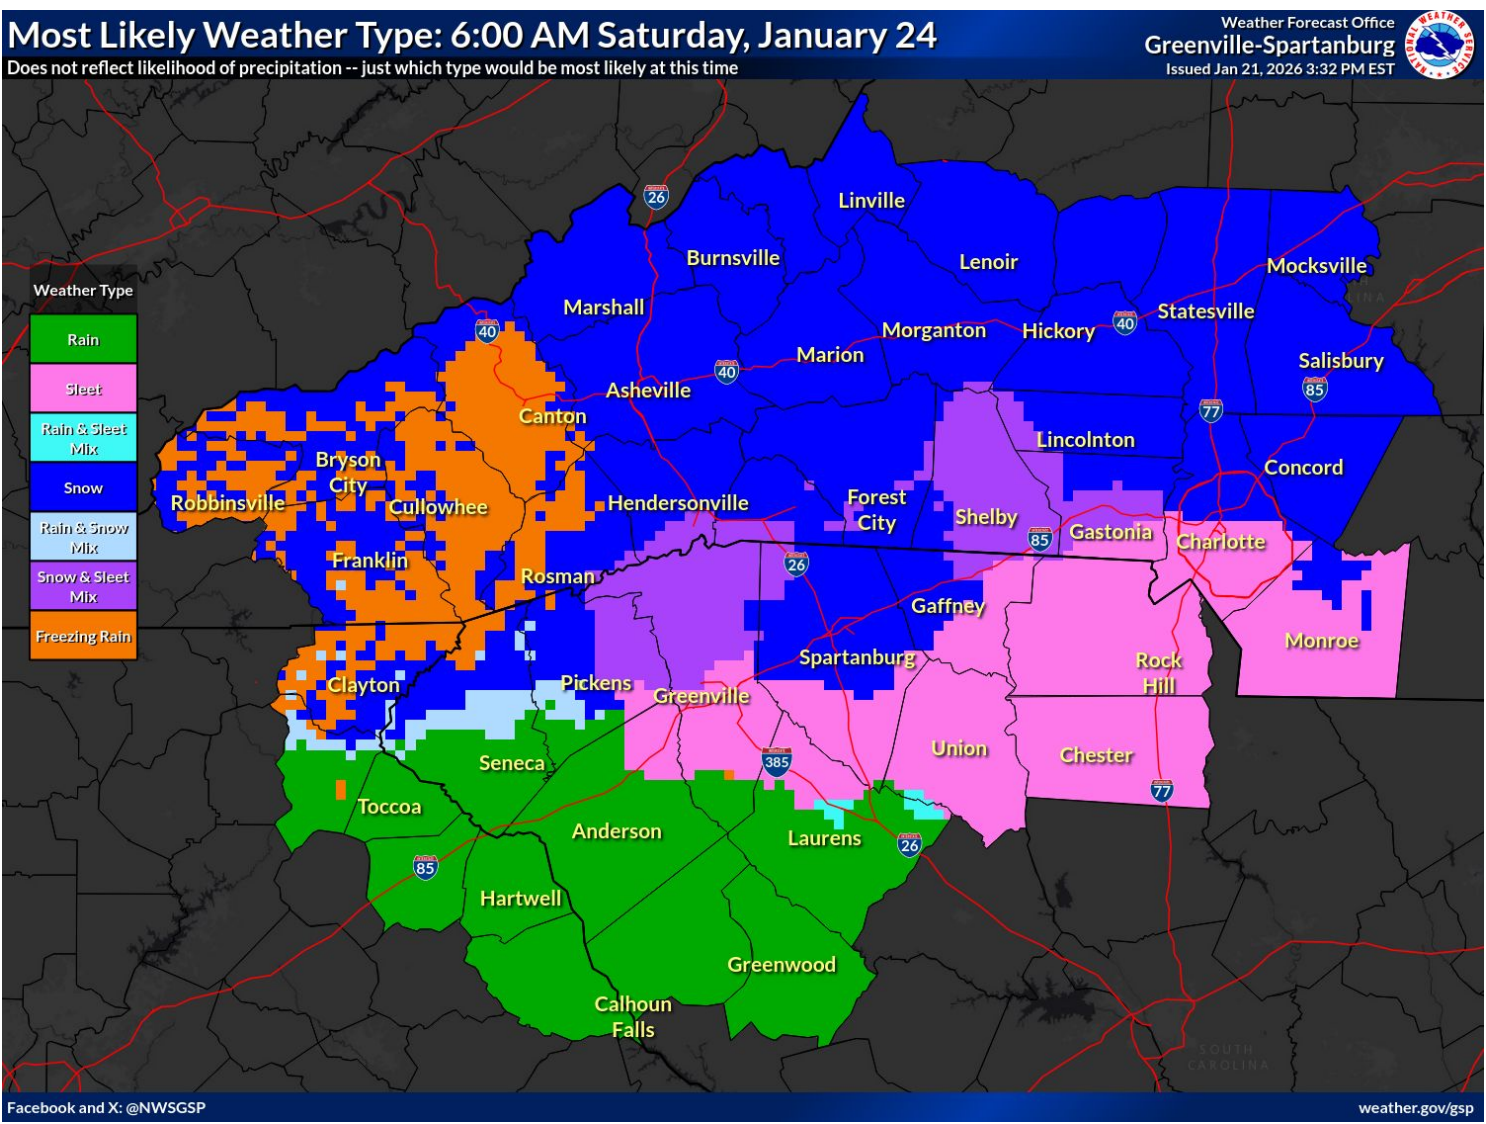 Most Likely Weather Type: 6:00 AM Saturday, January 24
Does not reflect likelihood of precipitation -- just which type would be most likely at this time
Weather Forecast Office
Greenville-Spartanburg
Issued Jan 21, 2026 3:32 PM EST
NATIONAL WEATHER SERVICE
Weather Type
Rain
Sleet
Rain & Sleet
Mix
Snow
Rain & Snow
Mix
Snow & Sleet
Mix
Freezing Rain
26
Linville
Burnsville
Lenoir
Mocksville
Marshall
Statesville
40
Morganton
Hickory
40
Marion
Salisbury
40
Asheville
85
Canton
77
Lincolnton
Bryson
City
Concord
Robbinsville
Cullowhee
Hendersonville
Forest
City
Shelby
85
Gastonia
Charlotte
Franklin
Rosman
26
Gaffney
Monroe
Clayton
Pickens
Greenville
Spartanburg
Rock
Hill
Seneca
385
Union
Chester
77
Toccoa
Anderson
Laurens
26
85
Hartwell
Greenwood
Calhoun
Falls
SOUTH
CAROLINA
Facebook and X: @NWSGSP
weather.gov/gsp